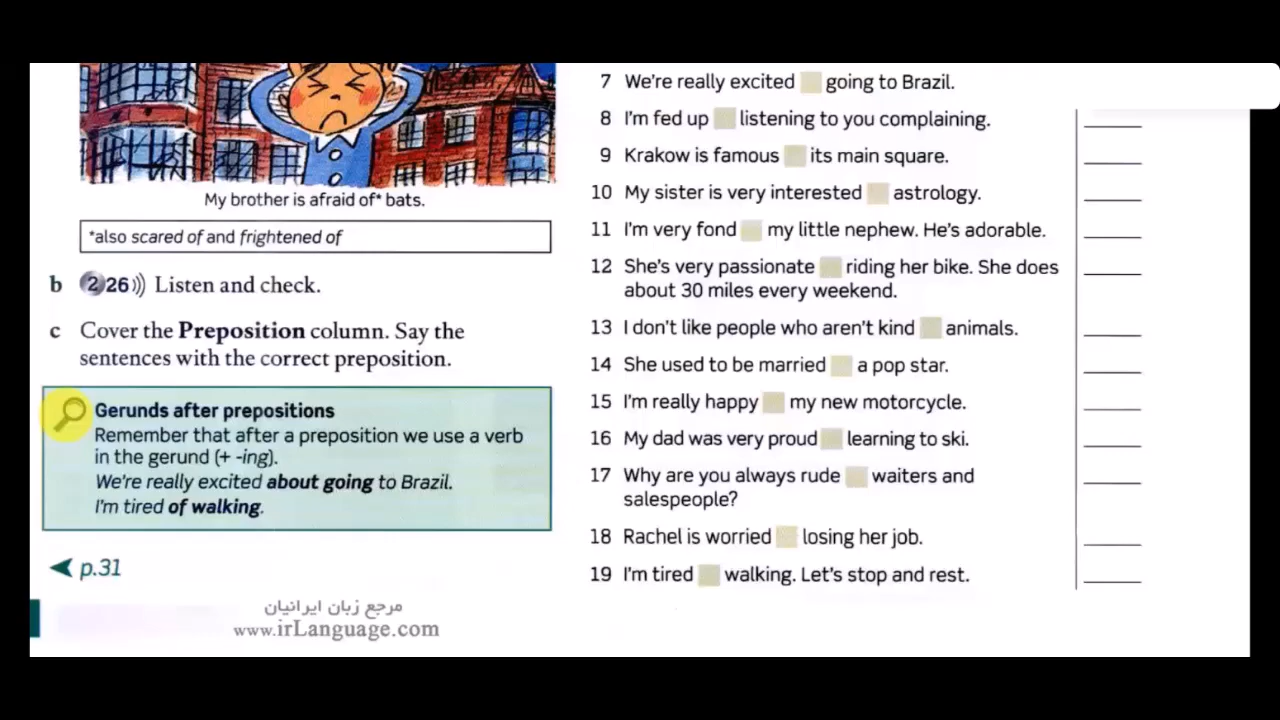 My brother is afraid of* bats.
*also scared of and frightened of
b 2 26))) Listen and check.
c Cover the Preposition column. Say the
sentences with the correct preposition.
Gerunds after prepositions
Remember that after a preposition we use a verb
in the gerund (+ -ing).
We're really excited about going to Brazil.
I'm tired of walking.
p.31
مرجع زبان ایرانیان
www.irLanguage.com
7 We're really excited going to Brazil.
8 I'm fed up listening to you complaining.
9 Krakow is famous its main square.
10 My sister is very interested astrology.
11 I'm very fond my little nephew. He's adorable.
12 She's very passionate riding her bike. She does
about 30 miles every weekend.
13 I don't like people who aren't kind animals.
14 She used to be married a pop star.
15 I'm really happy my new motorcycle.
16 My dad was very proud learning to ski.
17 Why are you always rude waiters and
salespeople?
18 Rachel is worried losing her job.
19 I'm tired walking. Let's stop and rest.